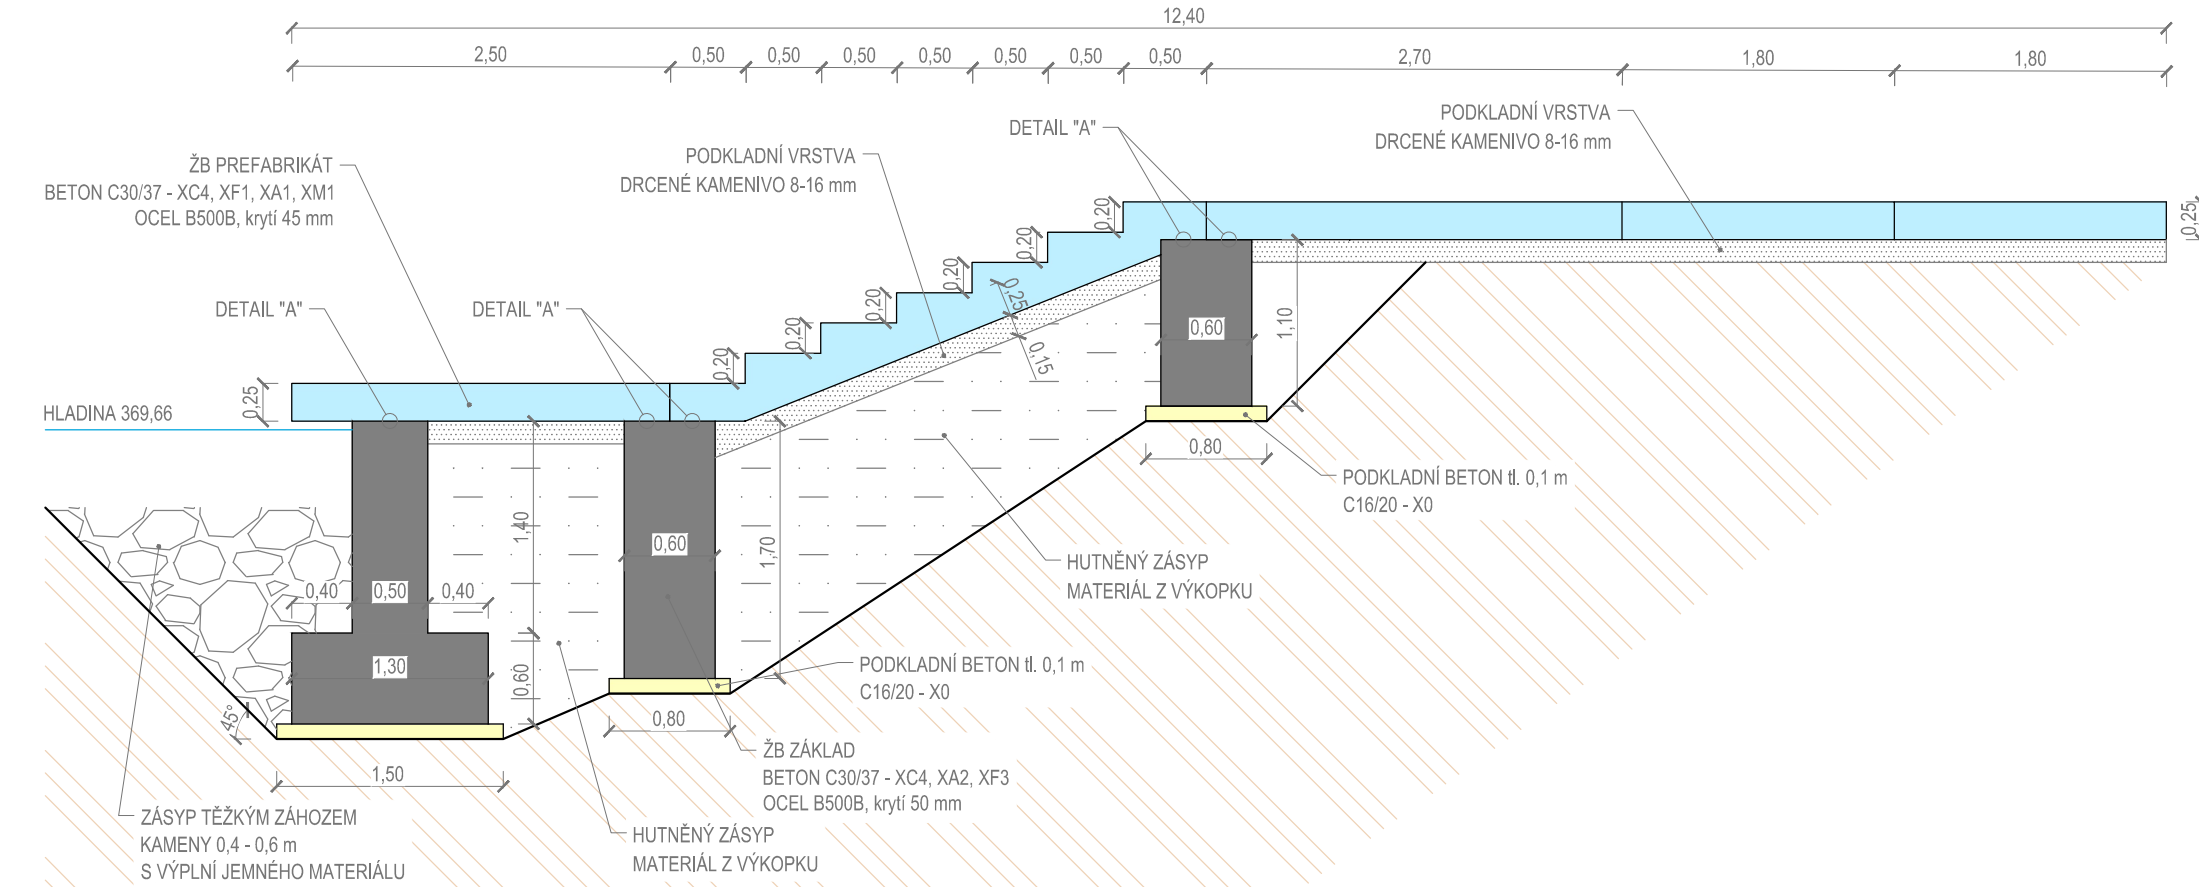 12,40
2,50
0,50
0,50
0,50
0,50
0,50
0,50
0,50
2,70
1,80
1,80
PODKLADNÍ VRSTVA
DRCENÉ KAMENIVO 8-16 mm
DETAIL "A"
PODKLADNÍ VRSTVA
DRCENÉ KAMENIVO 8-16 mm
ŽB PREFABRIKÁT
BETON C30/37 - XC4, XF1, XA1, XM1
OCEL B500B, krytí 45 mm
0,20
0,20
0,20
0,20
0,20
0,20
0,25
DETAIL "A"
DETAIL "A"
0,25
0,15
0,60
1,10
0,25
HLADINA 369,66
0,80
PODKLADNÍ BETON tl. 0,1 m
C16/20 - X0
1,40
0,60
1,70
HUTNĚNÝ ZÁSYP
MATERIÁL Z VÝKOPKU
0,40
0,50
0,40
1,30
0,60
PODKLADNÍ BETON tl. 0,1 m
C16/20 - X0
45°
0,80
ŽB ZÁKLAD
BETON C30/37 - XC4, XA2, XF3
OCEL B500B, krytí 50 mm
1,50
ZÁSYP TĚŽKÝM ZÁHOZEM
KAMENY 0,4 - 0,6 m
S VÝPLNÍ JEMNÉHO MATERIÁLU
HUTNĚNÝ ZÁSYP
MATERIÁL Z VÝKOPKU